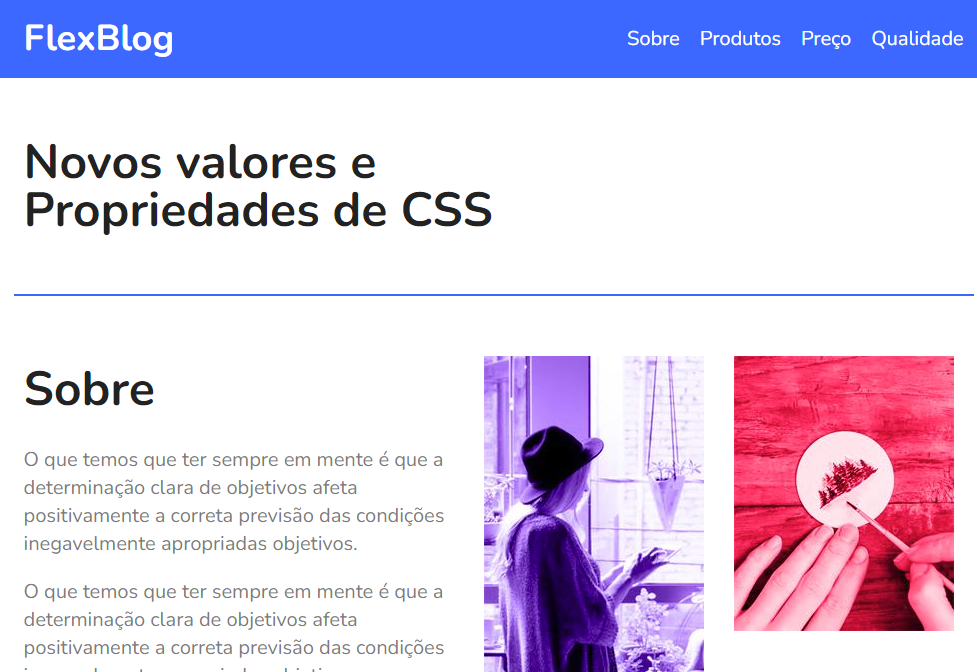 FlexBlog
Sobre Produtos Preço Qualidade
Novos valores e
Propriedades de CSS
Sobre
O que temos que ter sempre em mente é que a
determinação clara de objetivos afeta
positivamente a correta previsão das condições
inegavelmente apropriadas objetivos.
O que temos que ter sempre em mente é que a
determinação clara de objetivos afeta
positivamente a correta previsão das condições